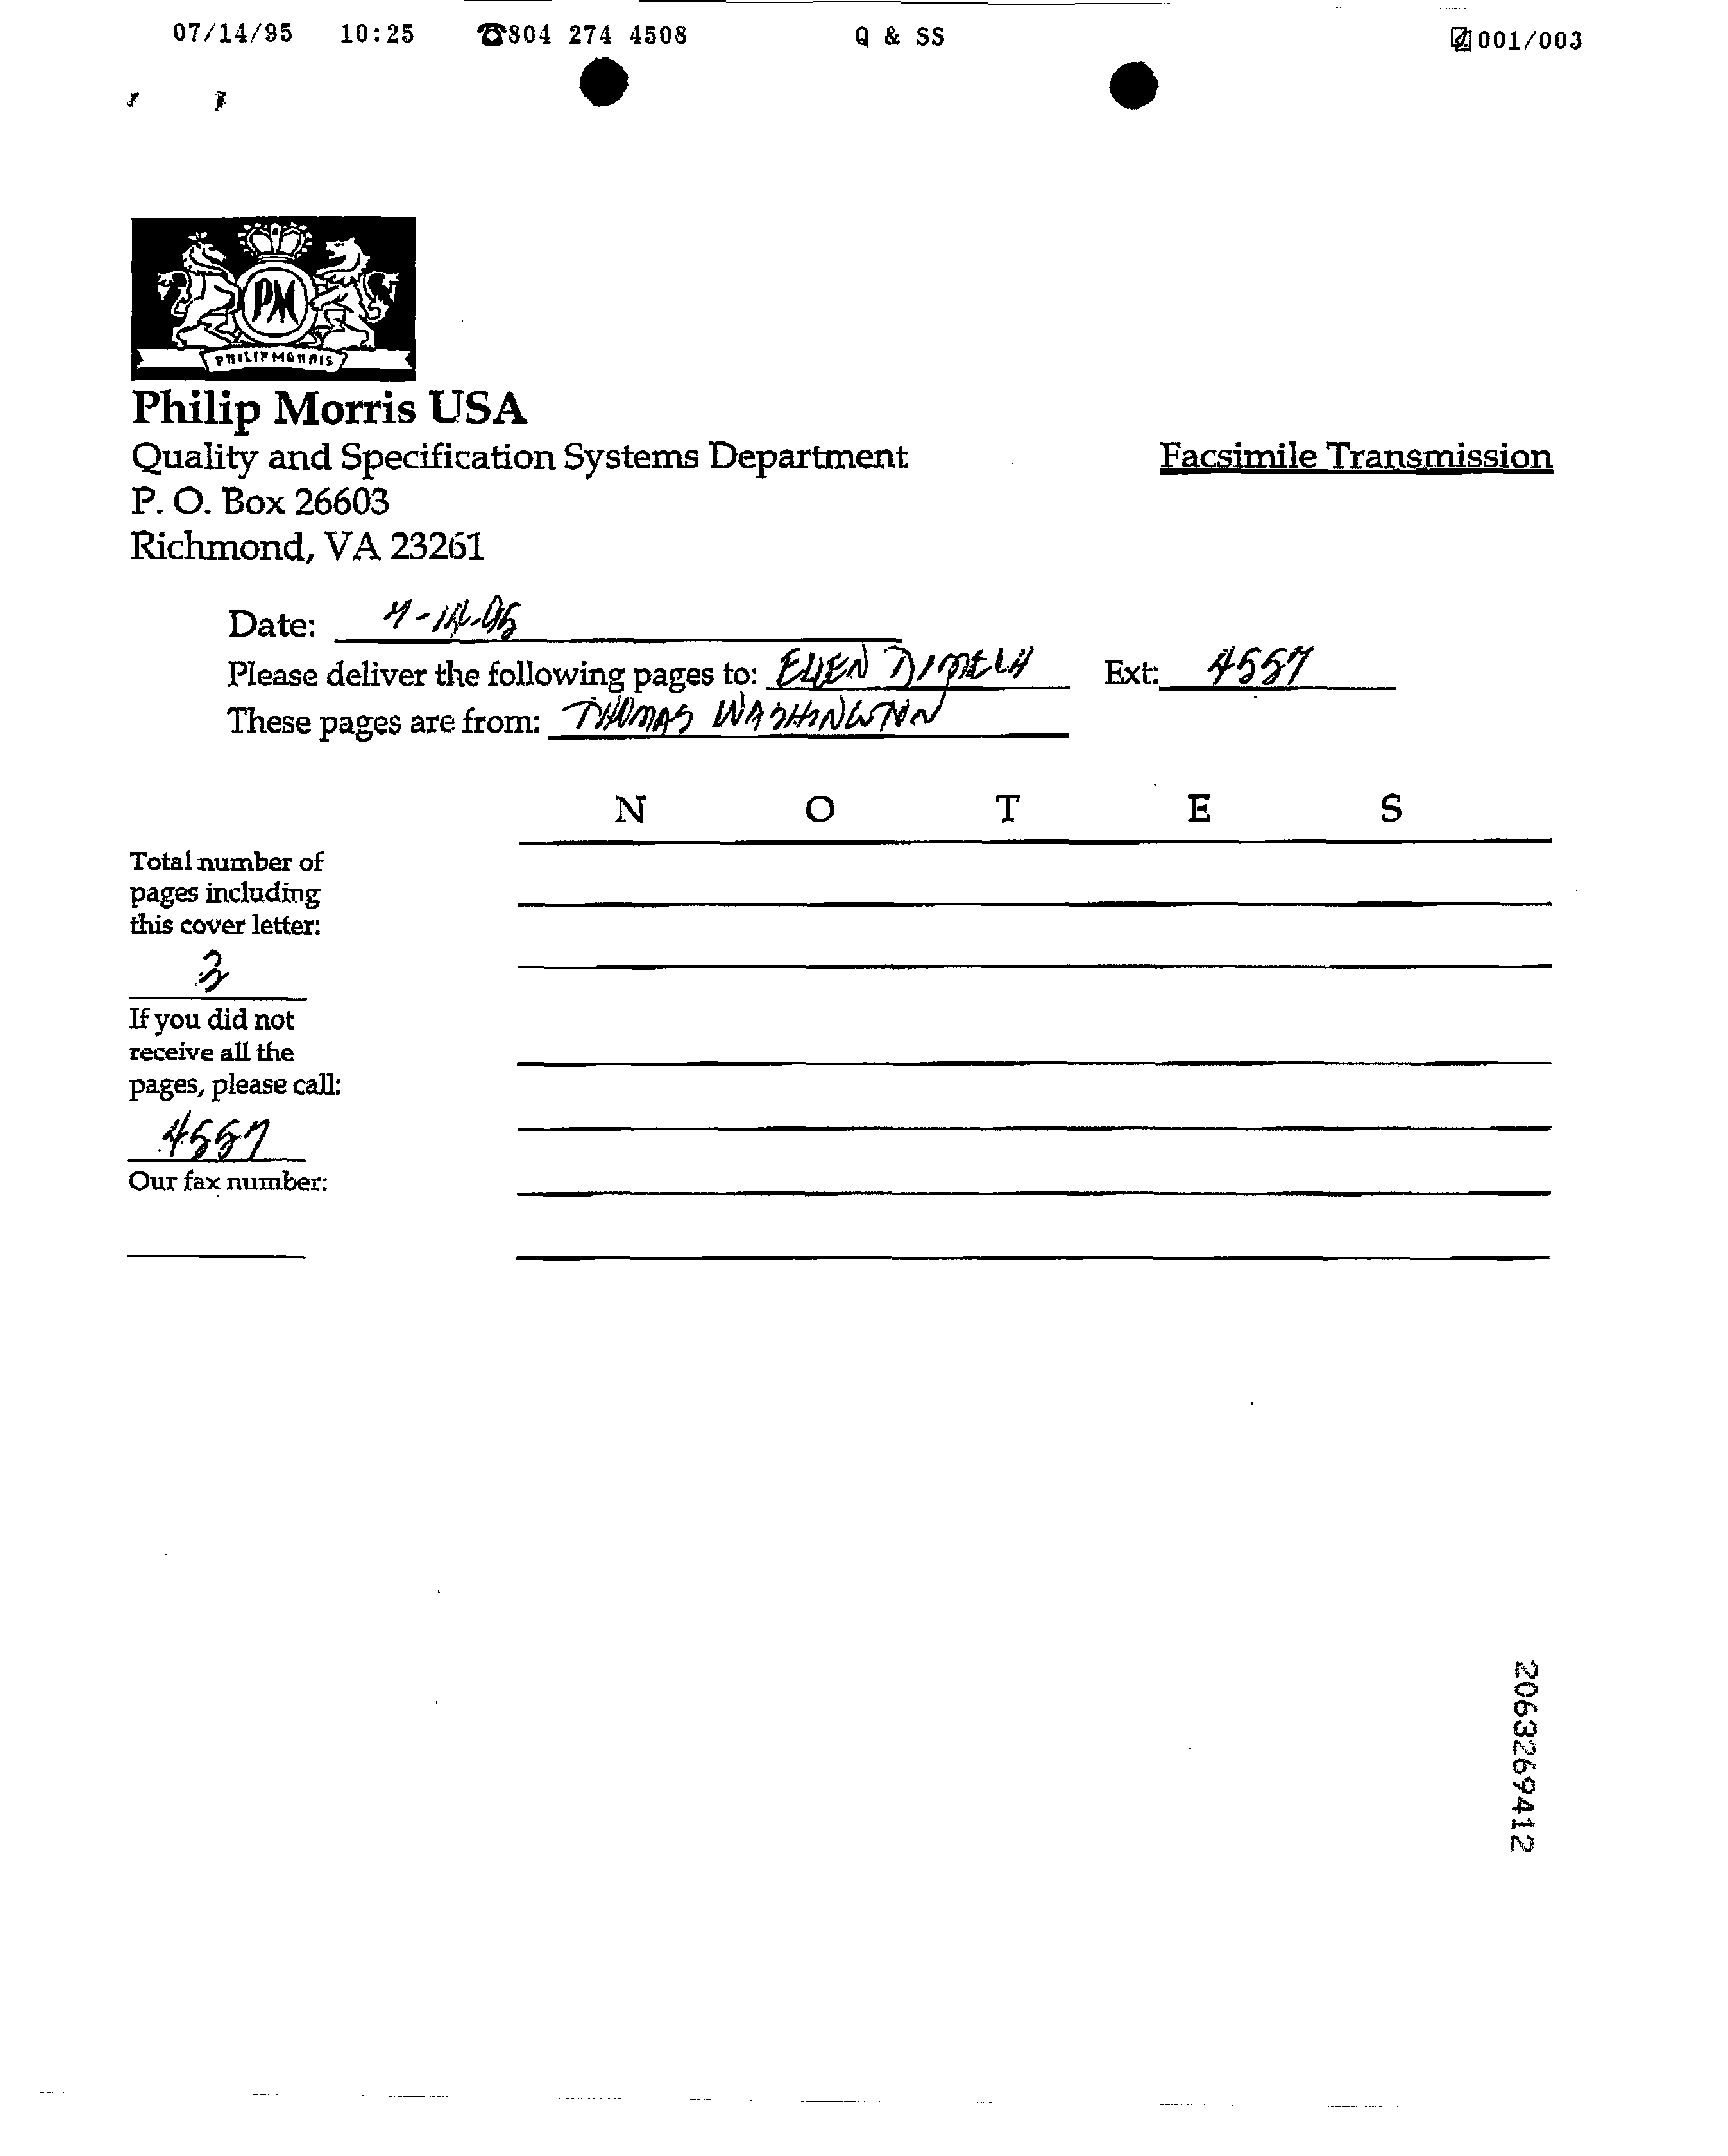 07/14/95 10:25 ☎804 274 4508 Q & SS 001/003
PM
PHILIP MORRIS
Philip Morris USA
Quality and Specification Systems Department Facsimile Transmission
P. O. Box 26603
Richmond, VA 23261
Date: 7-14-95
Please deliver the following pages to: ELLEN Ext: 4557
These pages are from: THOMAS WASHINGTON
N O T E S
Total number of
pages including
this cover letter:
3
If you did not
receive all the
pages, please call:
4557
Our fax number:
2063269412